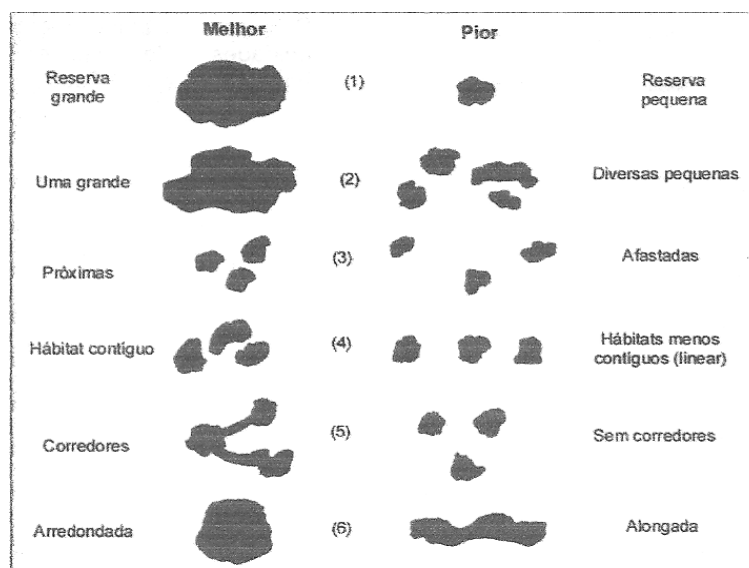 Melhor Pior
Reserva
grande
(1)
Reserva
pequena
Uma grande
(2)
Diversas pequenas
Próximas
(3)
Afastadas
Hábitat contíguo
(4)
Hábitats menos
contíguos (linear)
Corredores
(5)
Sem corredores
Arredondada
(6)
Alongada